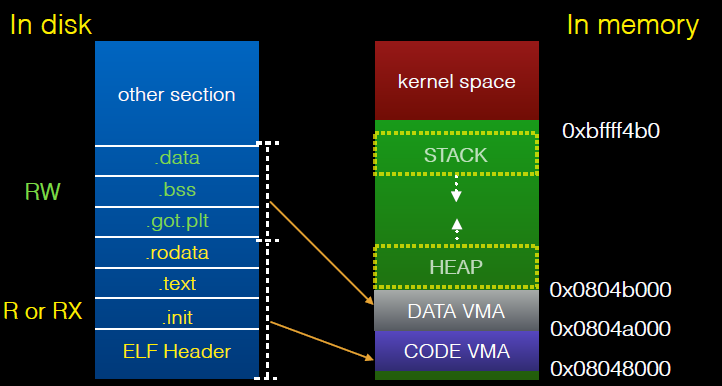 In disk
In memory
other section
kernel space
0xbffff4b0
.data
STACK
RW
.bss
.got.plt
.rodata
HEAP
.text
0x0804b000
R or RX
.init
DATA VMA
0x0804a000
ELF Header
CODE VMA
0x08048000